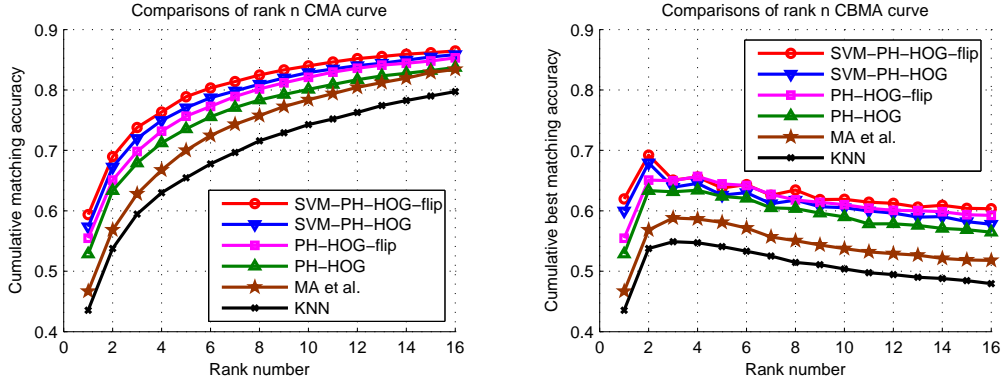 Comparisons of rank n CMA curve
Cumulative matching accuracy
0.9
0.8
0.7
0.6
0.5
0.4
0 2 4 6 8 10 12 14 16
Rank number
SVM−PH−HOG−flip
SVM−PH−HOG
PH−HOG−flip
PH−HOG
MA et al.
KNN
Comparisons of rank n CBMA curve
Cumulative best matching accuracy
0.9
0.8
0.7
0.6
0.5
0.4
0 2 4 6 8 10 12 14 16
Rank number
SVM−PH−HOG−flip
SVM−PH−HOG
PH−HOG−flip
PH−HOG
MA et al.
KNN